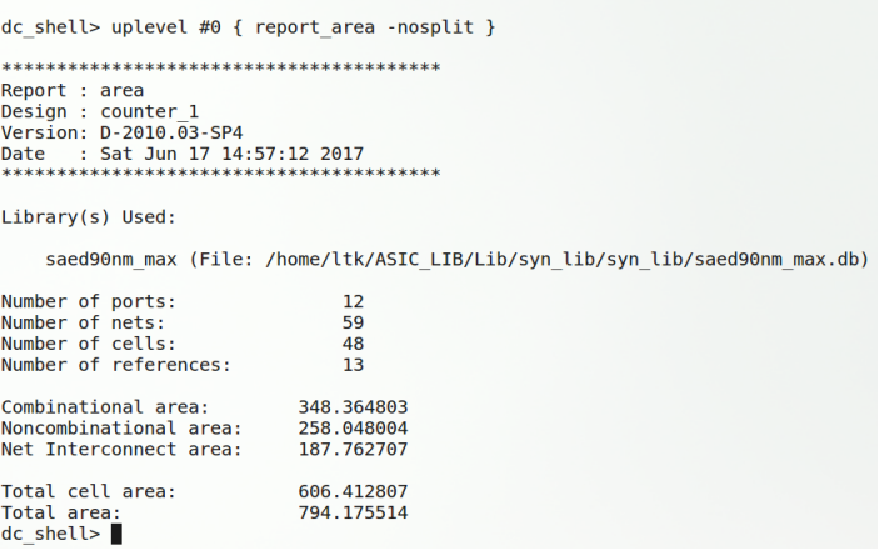 dc_shell> uplevel #0 { report_area -nosplit }
****************************************
Report : area
Design : counter_1
Version: D-2010.03-SP4
Date   : Sat Jun 17 14:57:12 2017
****************************************
Library(s) Used:
    saed90nm_max (File: /home/ltk/ASIC_LIB/Lib/syn_lib/syn_lib/saed90nm_max.db)
Number of ports:               12
Number of nets:                59
Number of cells:               48
Number of references:          13
Combinational area:        348.364803
Noncombinational area:     258.048004
Net Interconnect area:     187.762707
Total cell area:           606.412807
Total area:                794.175514
dc_shell>